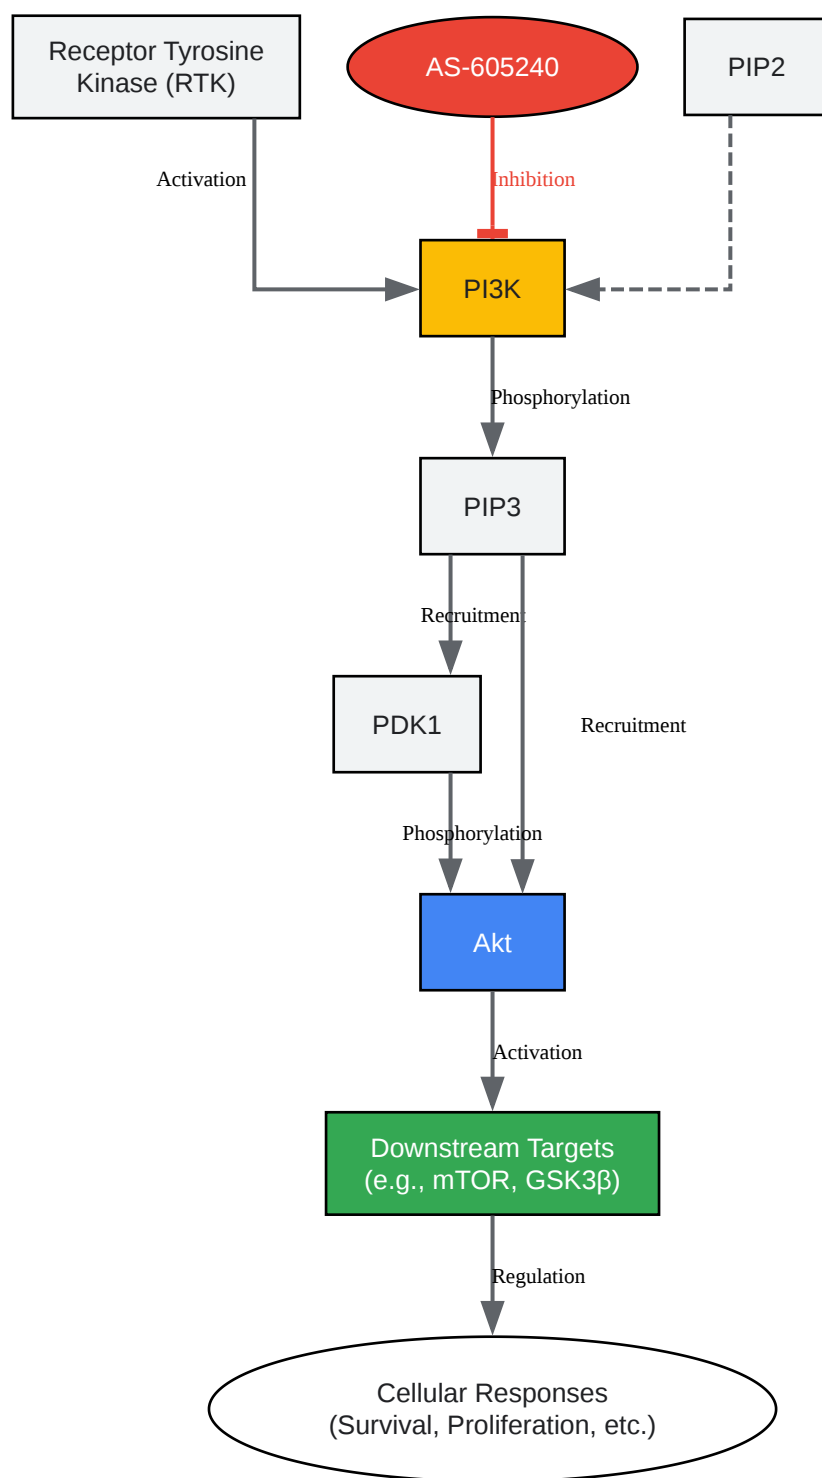 Receptor Tyrosine
Kinase (RTK)
AS-605240
PIP2
Activation
Inhibition
PI3K
Phosphorylation
PIP3
Recruitment
PDK1
Recruitment
Phosphorylation
Akt
Activation
Downstream Targets
(e.g., mTOR, GSK3β)
Regulation
Cellular Responses
(Survival, Proliferation, etc.)